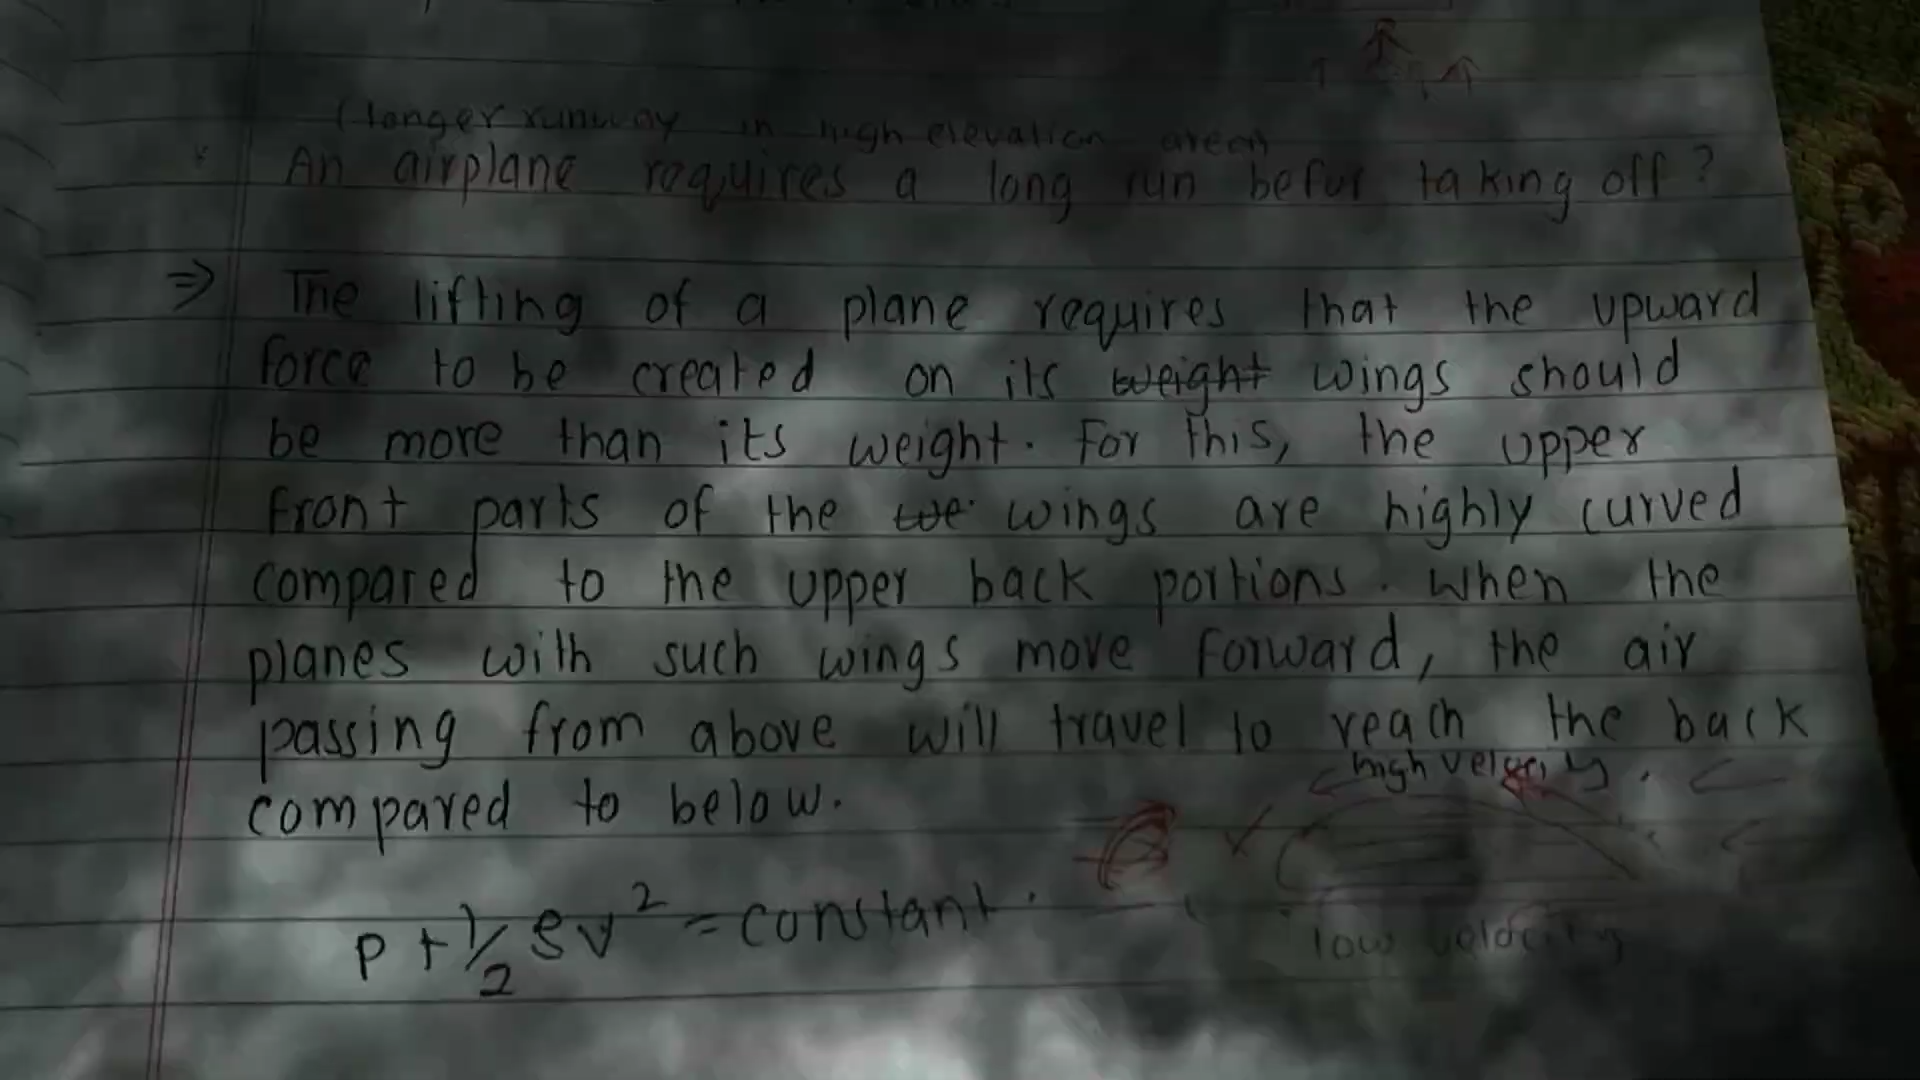 (longer runway in high elevation areas)
An airplane requires a long run befor taking off?
⇒ The lifting of a plane requires that the upward
force to be created on its weight wings should
be more than its weight. For this, the upper
front parts of the we wings are highly curved
compared to the upper back portions. When the
planes with such wings move forward, the air
passing from above will travel to reach the back
compared to below.
high velocity.
P + 1/2 ρv² = constant.
low velocity